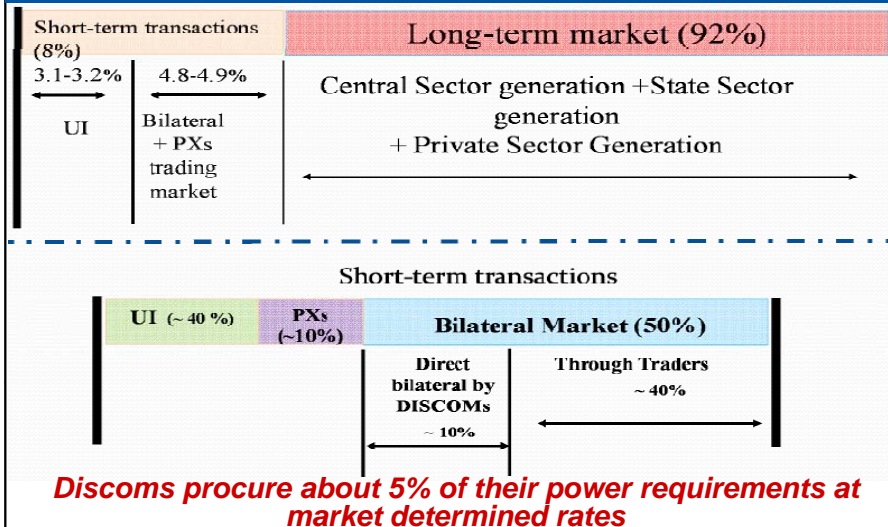 Short-term transactions
(8%)
Long-term market (92%)
3.1-3.2%
4.8-4.9%
UI
Bilateral
+ PXs
trading
market
Central Sector generation +State Sector
generation
+ Private Sector Generation
Short-term transactions
UI (~ 40 %)
PXs
(~10%)
Bilateral Market (50%)
Direct
bilateral by
DISCOMs
~ 10%
Through Traders
~ 40%
Discoms procure about 5% of their power requirements at
market determined rates